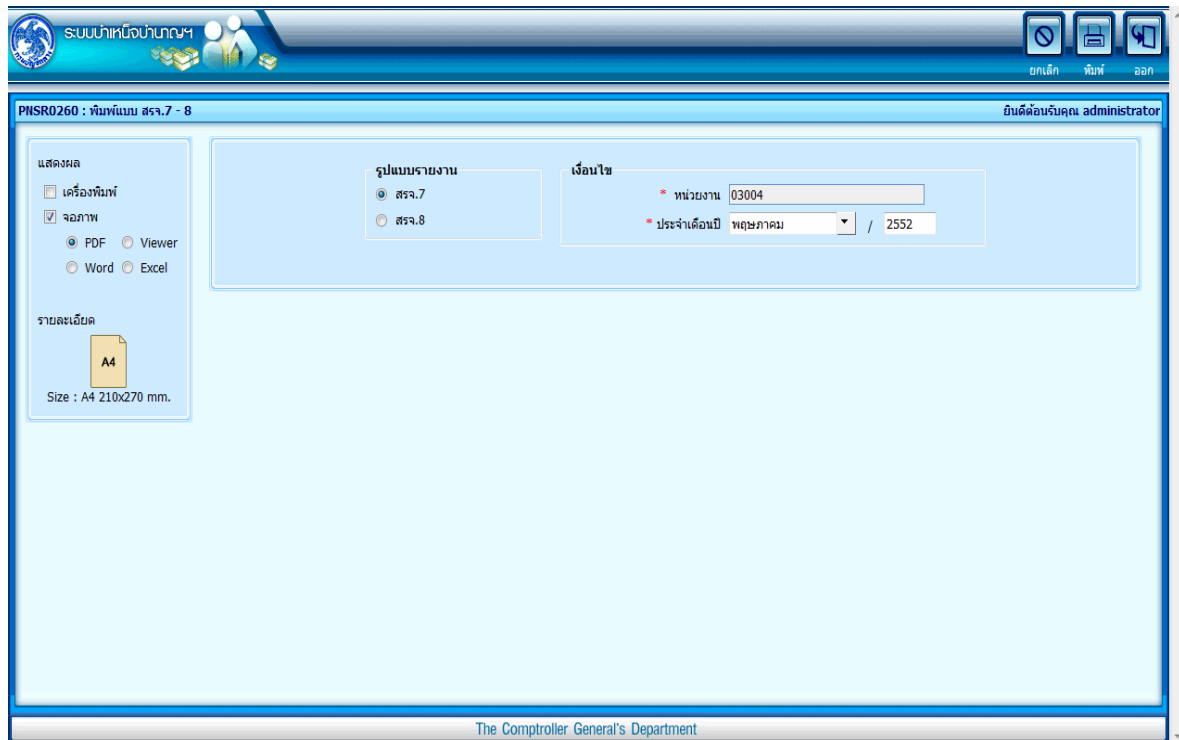 ระบบบำเหน็จบำนาญฯ
ยกเลิก พิมพ์ ออก
PNSR0260 : พิมพ์แบบ สรจ.7 - 8 ยินดีต้อนรับคุณ administrator
แสดงผล
เครื่องพิมพ์
จอภาพ
PDF Viewer
Word Excel
รายละเอียด
A4
Size : A4 210x270 mm.
รูปแบบรายงาน
สรจ.7
สรจ.8
เงื่อนไข
* หน่วยงาน 03004
* ประจำเดือนปี พฤษภาคม / 2552
The Comptroller General's Department